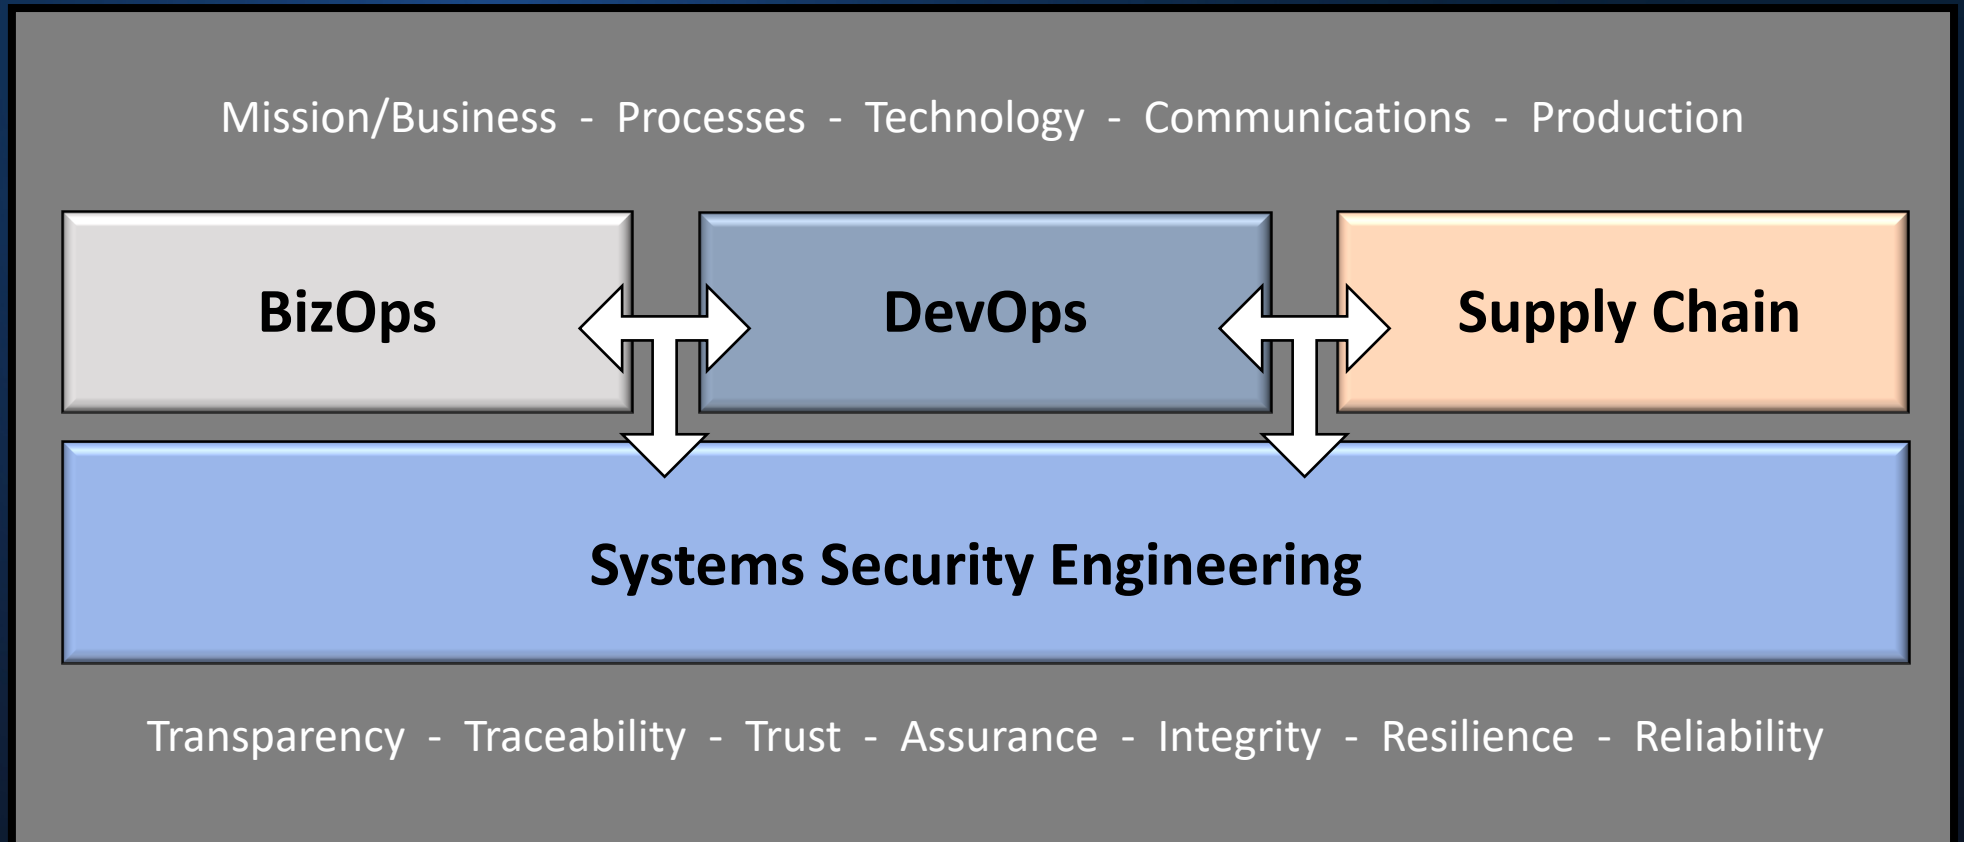 Mission/Business - Processes - Technology - Communications - Production
BizOps
DevOps
Supply Chain
Systems Security Engineering
Transparency - Traceability - Trust - Assurance - Integrity - Resilience - Reliability